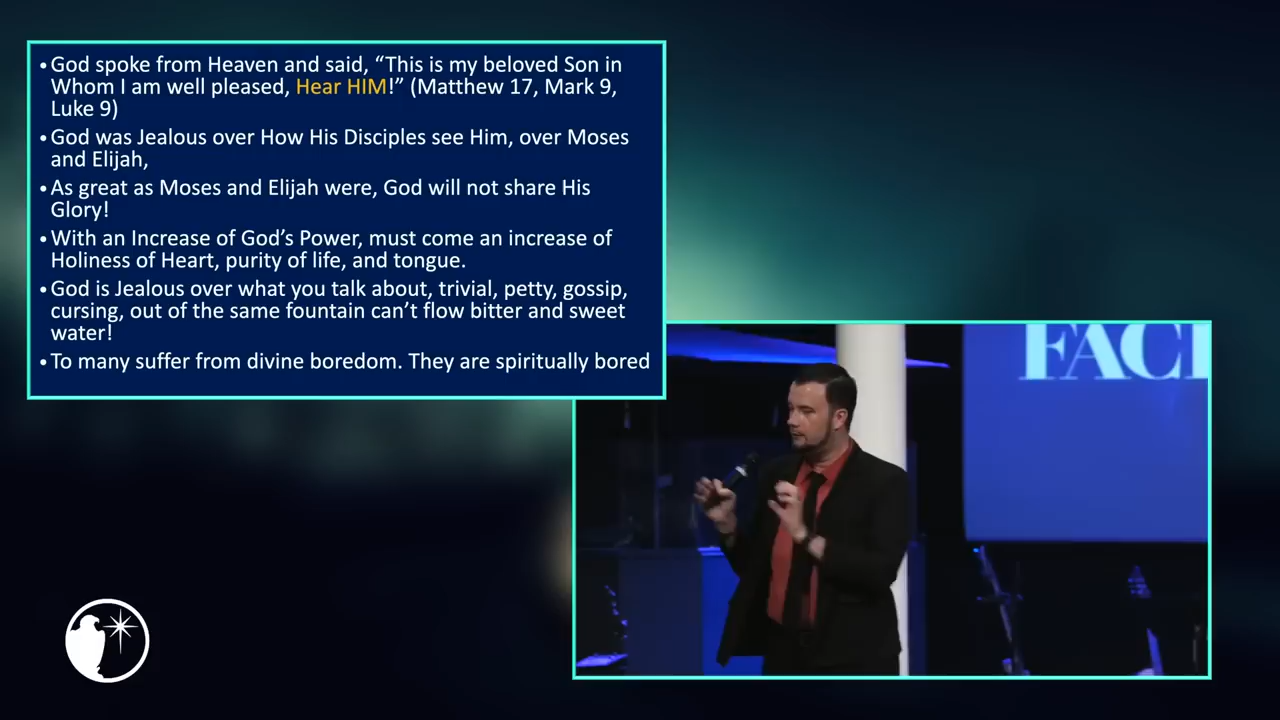 •God spoke from Heaven and said, “This is my beloved Son in
Whom I am well pleased, Hear HIM!” (Matthew 17, Mark 9,
Luke 9)
•God was Jealous over How His Disciples see Him, over Moses
and Elijah,
•As great as Moses and Elijah were, God will not share His
Glory!
•With an Increase of God’s Power, must come an increase of
Holiness of Heart, purity of life, and tongue.
•God is Jealous over what you talk about, trivial, petty, gossip,
cursing, out of the same fountain can’t flow bitter and sweet
water!
•To many suffer from divine boredom. They are spiritually bored
FAC